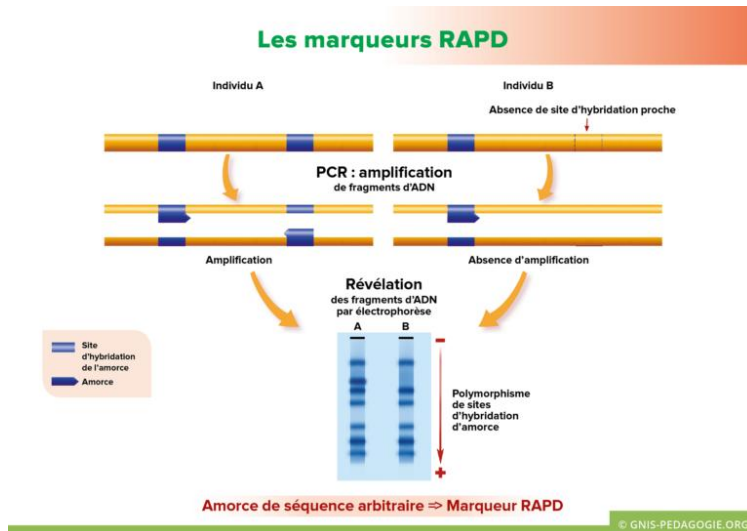 Les marqueurs RAPD
Individu A
Individu B
Absence de site d'hybridation proche
PCR : amplification
de fragments d'ADN
Amplification
Absence d'amplification
Révélation
des fragments d'ADN
par électrophorèse
A
B
-
Site
d'hybridation
de l'amorce
Amorce
Polymorphisme
de sites
d'hybridation
d'amorce
+
Amorce de séquence arbitraire => Marqueur RAPD
© GNIS-PEDAGOGIE.ORG